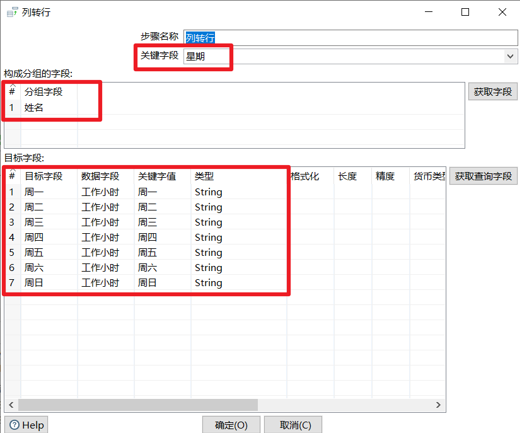 列转行
步骤名称 列转行
关键字段 星期
构成分组的字段:
# 分组字段
1 姓名
获取字段
目标字段:
# 目标字段 数据字段 关键字值 类型 格式化 长度 精度 货币类型
1 周一 工作小时 周一 String
2 周二 工作小时 周二 String
3 周三 工作小时 周三 String
4 周四 工作小时 周四 String
5 周五 工作小时 周五 String
6 周六 工作小时 周六 String
7 周日 工作小时 周日 String
获取查询字段
Help 确定(O) 取消(C)